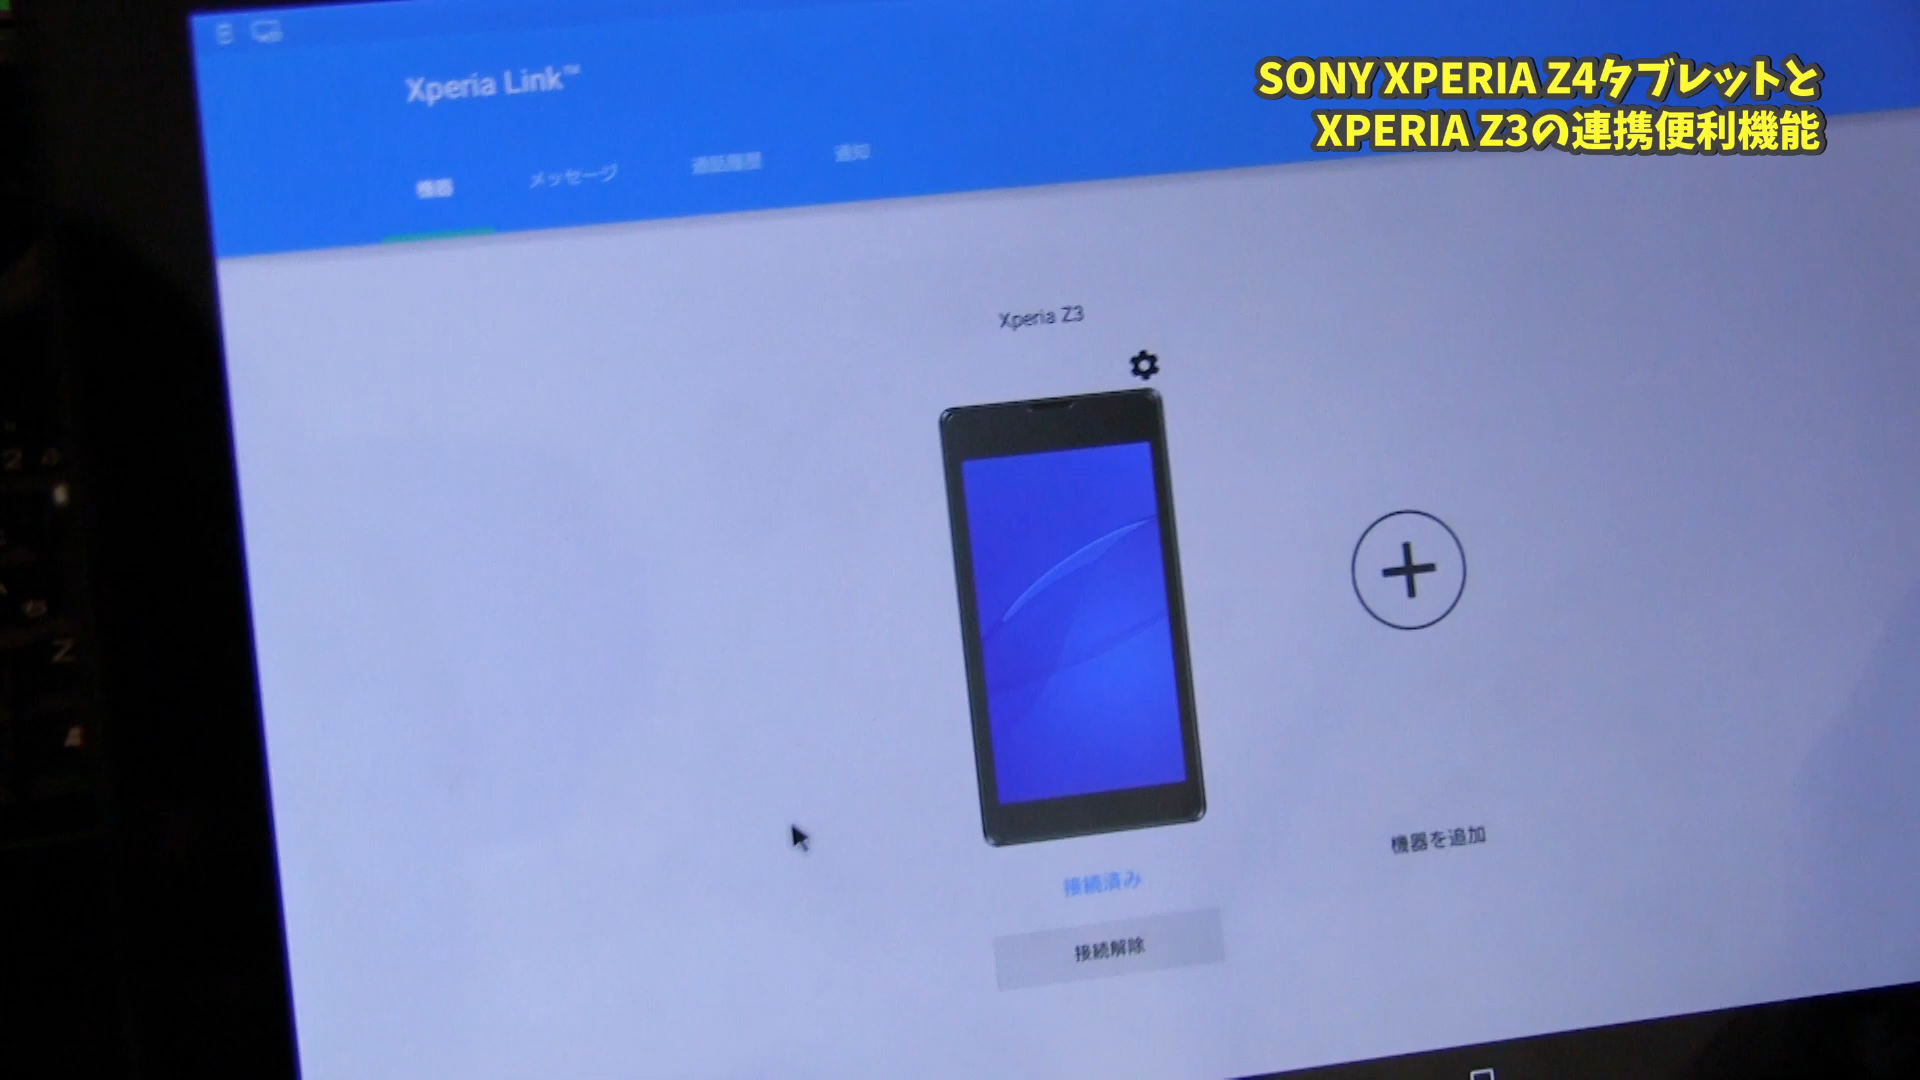 SONY XPERIA Z4タブレットと
XPERIA Z3の連携便利機能
Xperia Link™
機器 メッセージ 通話履歴 通知
Xperia Z3
接続済み
接続解除
機器を追加
2 ふ
Z